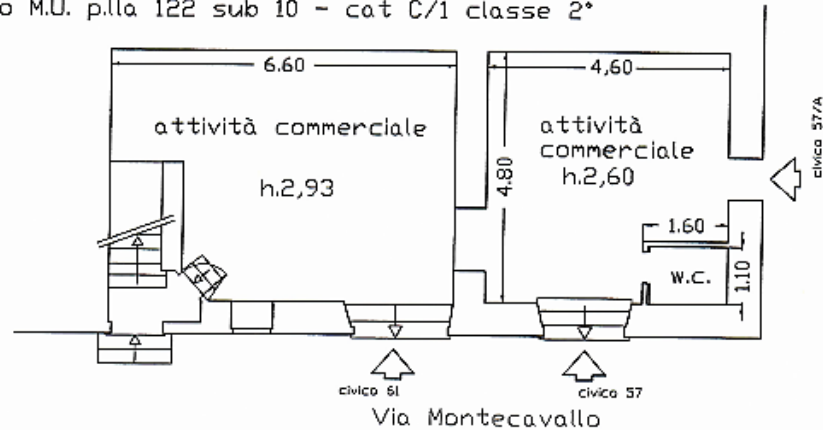 o M.U. p.lla 122 sub 10 - cat C/1 classe 2°
6.60
4,60
attività commerciale
h.2,93
attività
commerciale
h.2,60
4.80
civico 57/A
1.60
w.c.
1.10
civico 61
civico 57
Via Montecavallo